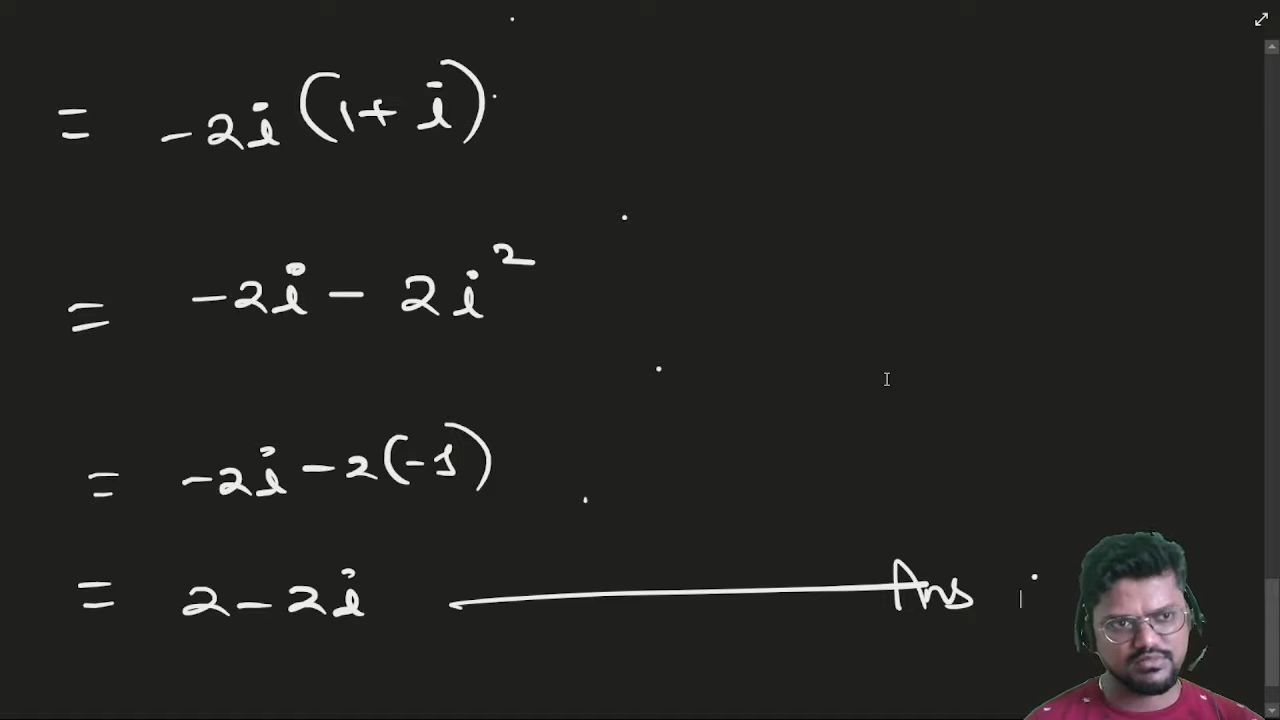 = -2i (1 + i)
= -2i - 2i²
= -2i - 2(-1)
= 2 - 2i Ans